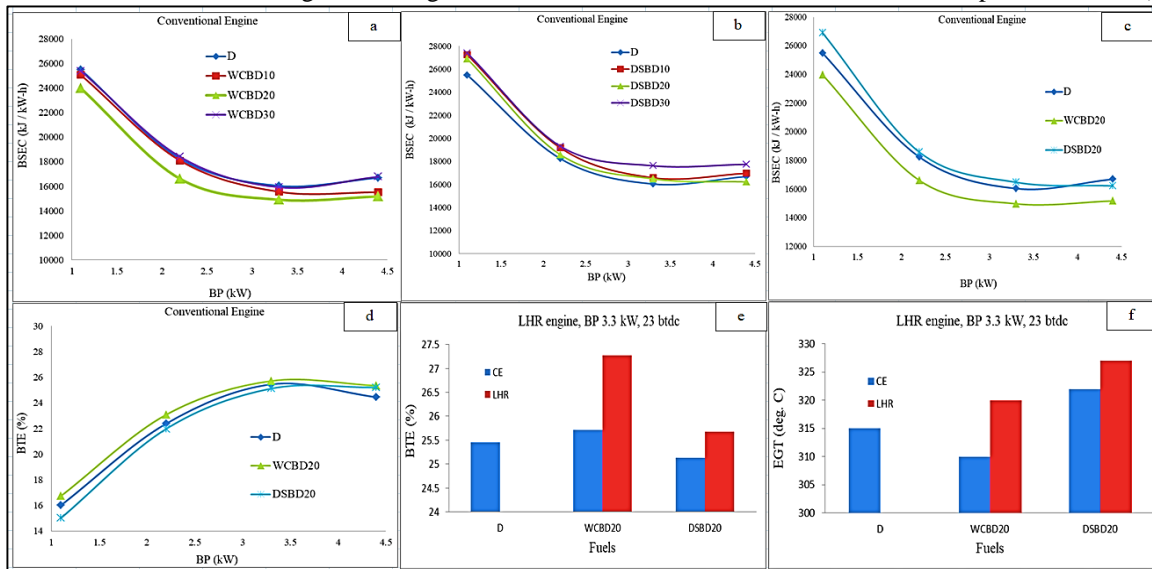 Conventional Engine
a
28000
26000
24000
22000
20000
18000
16000
14000
12000
10000
BSEC (kJ / kW-h)
D
WCBD10
WCBD20
WCBD30
1 1.5 2 2.5 3 3.5 4 4.5
BP (kW)
Conventional Engine
b
28000
26000
24000
22000
20000
18000
16000
14000
12000
10000
BSEC (kJ / kW-h)
D
DSBD10
DSBD20
DSBD30
1 1.5 2 2.5 3 3.5 4 4.5
BP (kW)
Conventional Engine
c
28000
26000
24000
22000
20000
18000
16000
14000
12000
BSEC (kJ / kW-h)
D
WCBD20
DSBD20
1 1.5 2 2.5 3 3.5 4 4.5
BP (kW)
Conventional Engine
d
30
28
26
24
22
20
18
16
14
BTE (%)
D
WCBD20
DSBD20
1 1.5 2 2.5 3 3.5 4 4.5
BP (kW)
LHR engine, BP 3.3 kW, 23 btdc
e
27.5
27
26.5
26
25.5
25
24.5
24
BTE (%)
CE
LHR
D WCBD20 DSBD20
Fuels
LHR engine, BP 3.3 kW, 23 btdc
f
330
325
320
315
310
305
300
EGT (deg. C)
CE
LHR
D WCBD20 DSBD20
Fuels